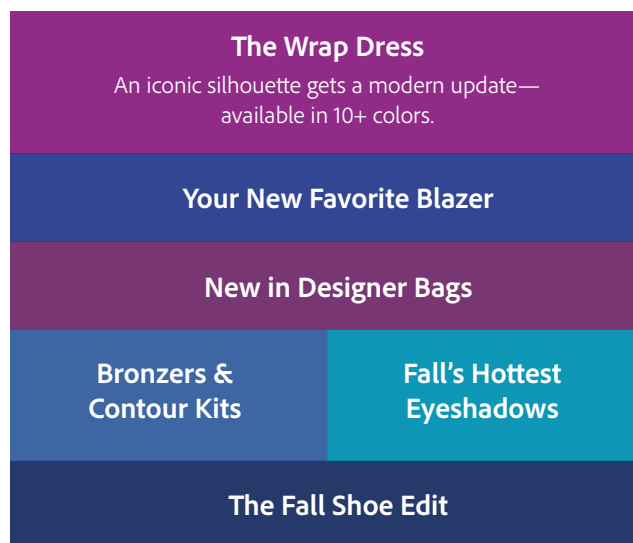 The Wrap Dress
An iconic silhouette gets a modern update—
available in 10+ colors.
Your New Favorite Blazer
New in Designer Bags
Bronzers &
Contour Kits
Fall's Hottest
Eyeshadows
The Fall Shoe Edit